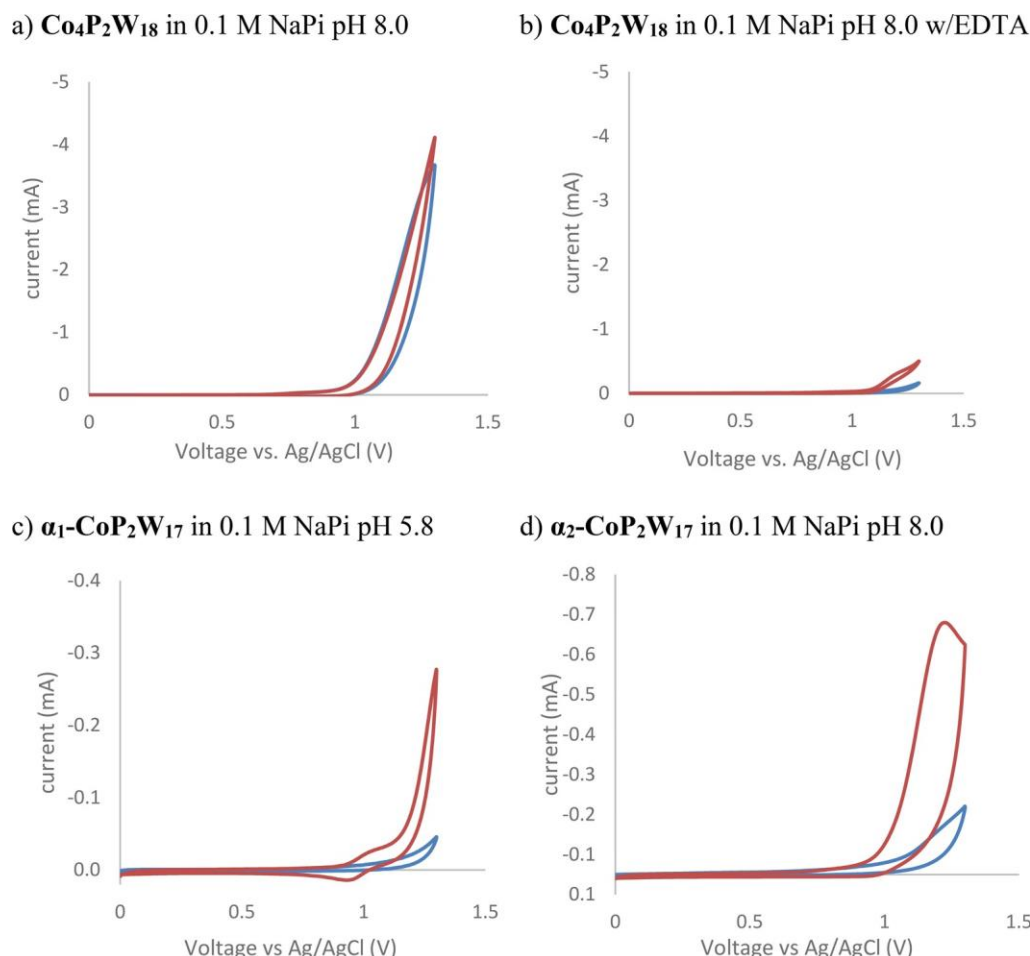 a) Co₄P₂W₁₈ in 0.1 M NaPi pH 8.0
-5
-4
-3
-2
-1
0
current (mA)
0 0.5 1 1.5
Voltage vs. Ag/AgCl (V)
b) Co₄P₂W₁₈ in 0.1 M NaPi pH 8.0 w/EDTA
-5
-4
-3
-2
-1
0
current (mA)
0 0.5 1 1.5
Voltage vs. Ag/AgCl (V)
c) α₁-CoP₂W₁₇ in 0.1 M NaPi pH 5.8
-0.4
-0.3
-0.2
-0.1
0.0
current (mA)
0 0.5 1 1.5
Voltage vs Ag/AgCl (V)
d) α₂-CoP₂W₁₇ in 0.1 M NaPi pH 8.0
-0.8
-0.7
-0.6
-0.5
-0.4
-0.3
-0.2
-0.1
0.1
current (mA)
0 0.5 1 1.5
Voltage vs Ag/AgCl (V)